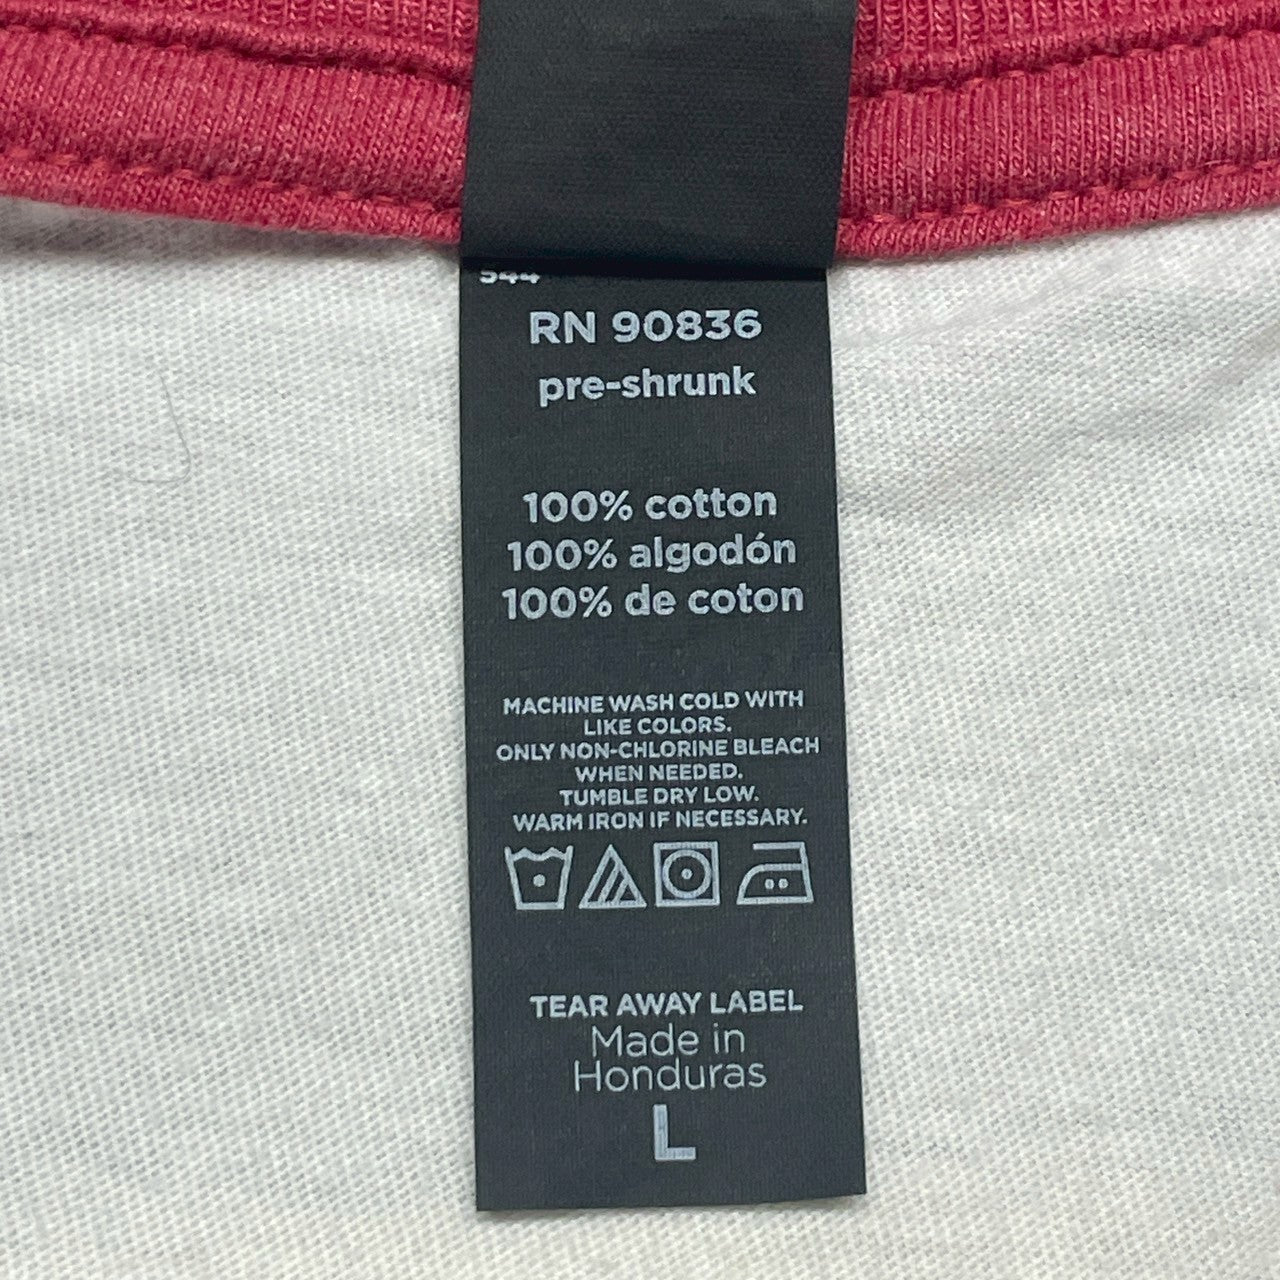 544
RN 90836
pre-shrunk
100% cotton
100% algodón
100% de coton
MACHINE WASH COLD WITH
LIKE COLORS.
ONLY NON-CHLORINE BLEACH
WHEN NEEDED.
TUMBLE DRY LOW.
WARM IRON IF NECESSARY.
TEAR AWAY LABEL
Made in
Honduras
L